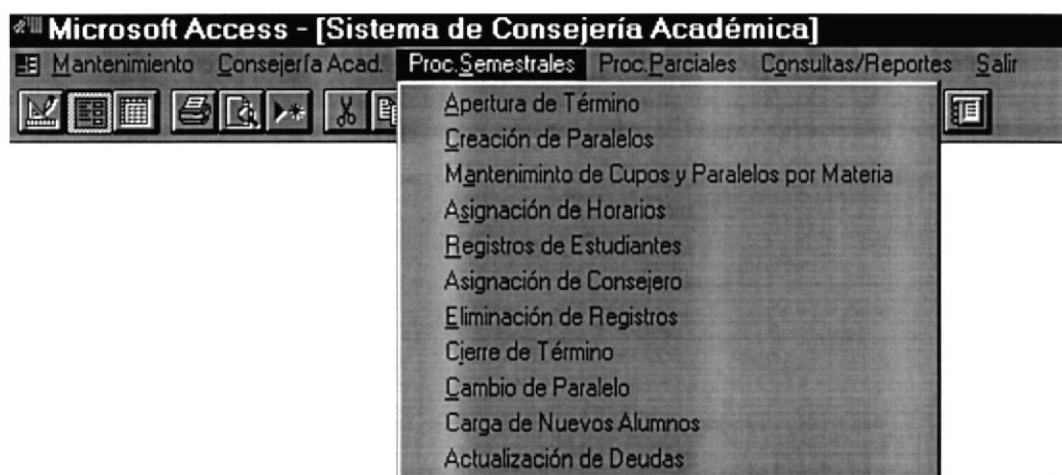 Microsoft Access - [Sistema de Consejería Académica]
Mantenimiento Consejería Acad. Proc.Semestrales Proc.Parciales Consultas/Reportes Salir
Apertura de Término
Creación de Paralelos
Manteniminto de Cupos y Paralelos por Materia
Asignación de Horarios
Registros de Estudiantes
Asignación de Consejero
Eliminación de Registros
Cierre de Término
Cambio de Paralelo
Carga de Nuevos Alumnos
Actualización de Deudas